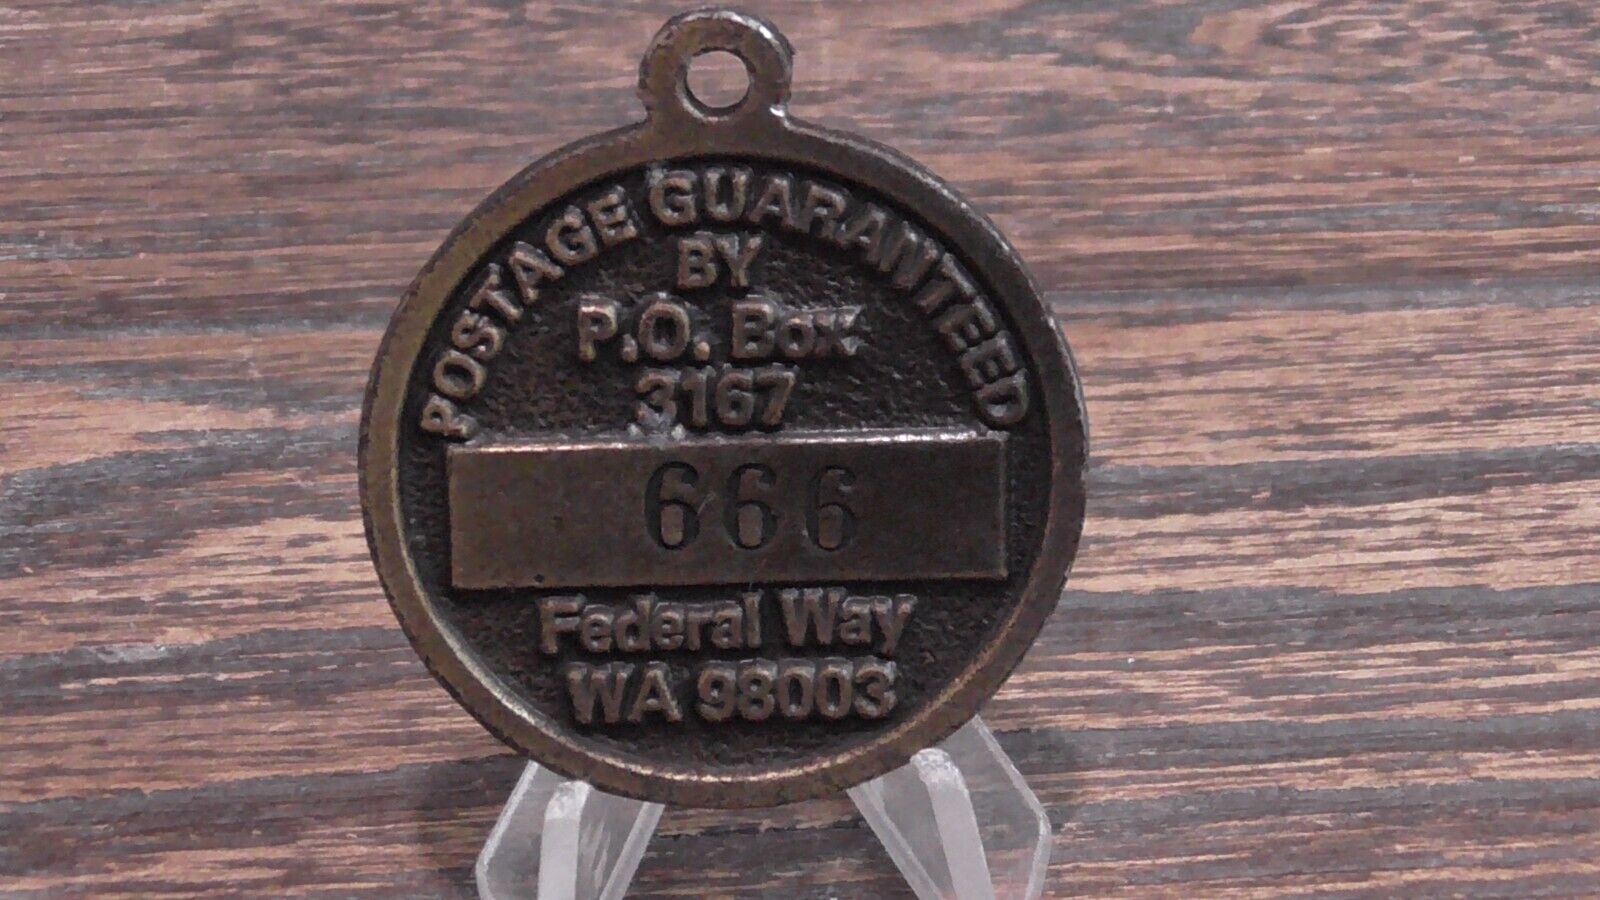 POSTAGE GUARANTEED
BY
P.O. Box
3167
666
Federal Way
WA 98003